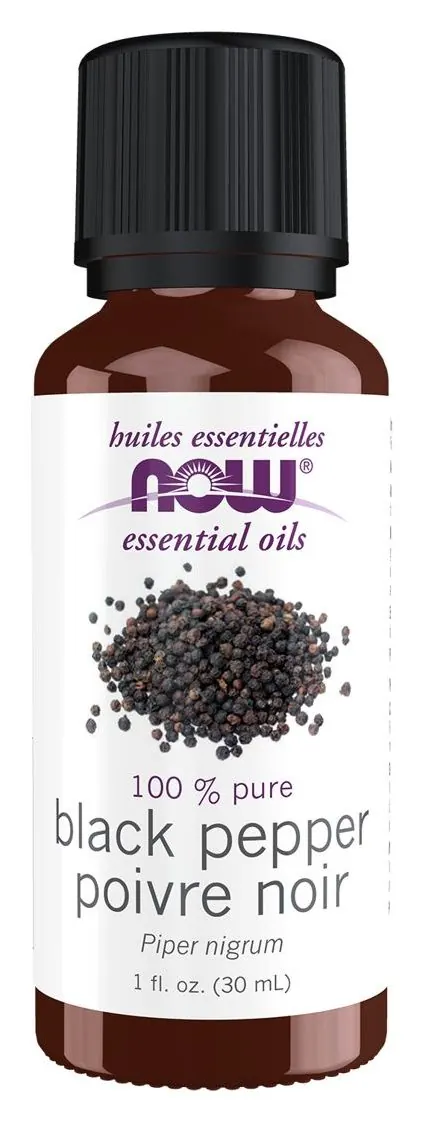 huiles essentielles
NOW®
essential oils
100 % pure
black pepper
poivre noir
Piper nigrum
1 fl. oz. (30 mL)